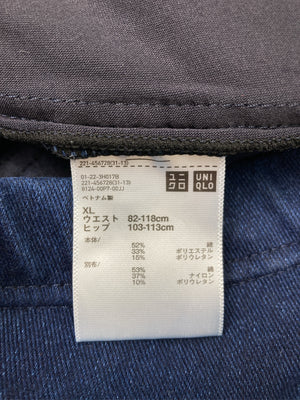 221-456728(31-13)
ユニ
クロ
UNI
QLO
01-22-3H017B
221-456728(31-13)
ベトナム製
XL
ウエスト 82-118cm
ヒップ 103-113cm
本体/
52% 綿
33% ポリエステル
15% ポリウレタン
別布/
53% 綿
37% ナイロン
10% ポリウレタン